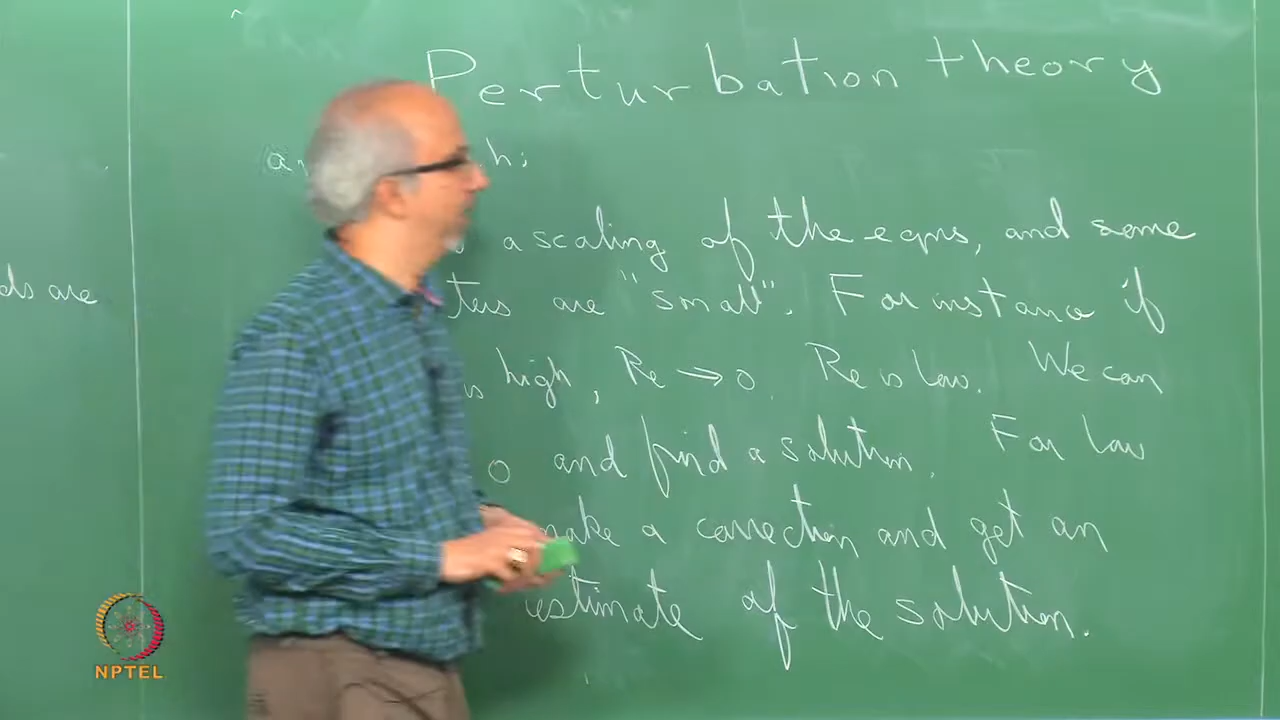 Perturbation theory
h:
a scaling of the eqns, and some
ters are "small". For instance if
is high, Re → 0. Re is low. We can
0 and find a solution. For low
make a correction and get an
estimate of the solution.
ds are
NPTEL